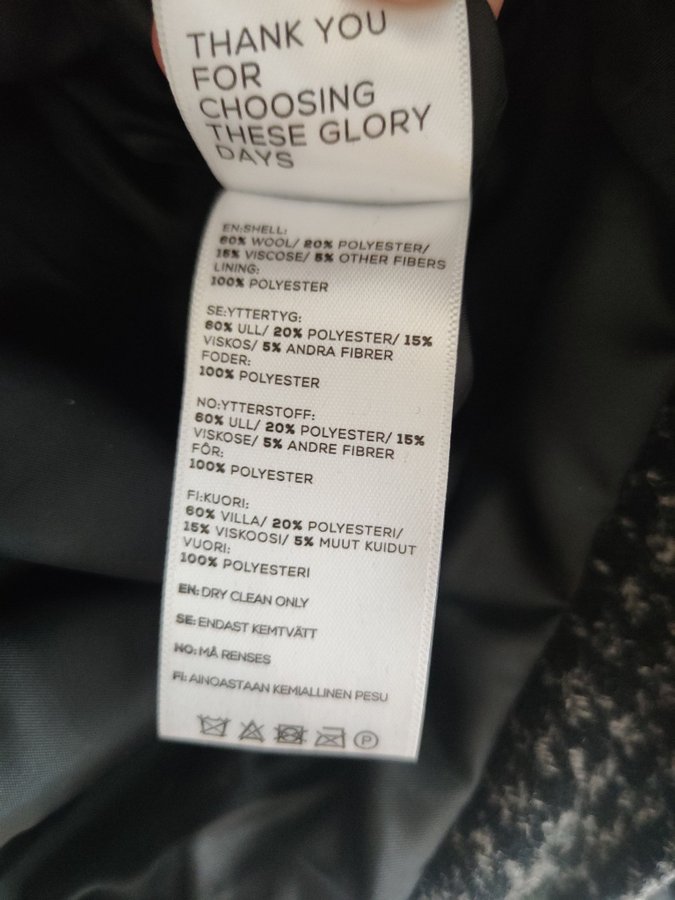 THANK YOU
FOR
CHOOSING
THESE GLORY
DAYS
EN:SHELL:
60% WOOL/ 20% POLYESTER/
15% VISCOSE/ 5% OTHER FIBERS
LINING:
100% POLYESTER
SE:YTTERTYG:
60% ULL/ 20% POLYESTER/ 15%
VISKOS/ 5% ANDRA FIBRER
FODER:
100% POLYESTER
NO:YTTERSTOFF:
60% ULL/ 20% POLYESTER/ 15%
VISKOSE/ 5% ANDRE FIBRER
FÔR:
100% POLYESTER
FI:KUORI:
60% VILLA/ 20% POLYESTERI/
15% VISKOOSI/ 5% MUUT KUIDUT
VUORI:
100% POLYESTERI
EN: DRY CLEAN ONLY
SE: ENDAST KEMTVÄTT
NO: MÅ RENSES
FI: AINOASTAAN KEMIALLINEN PESU
P